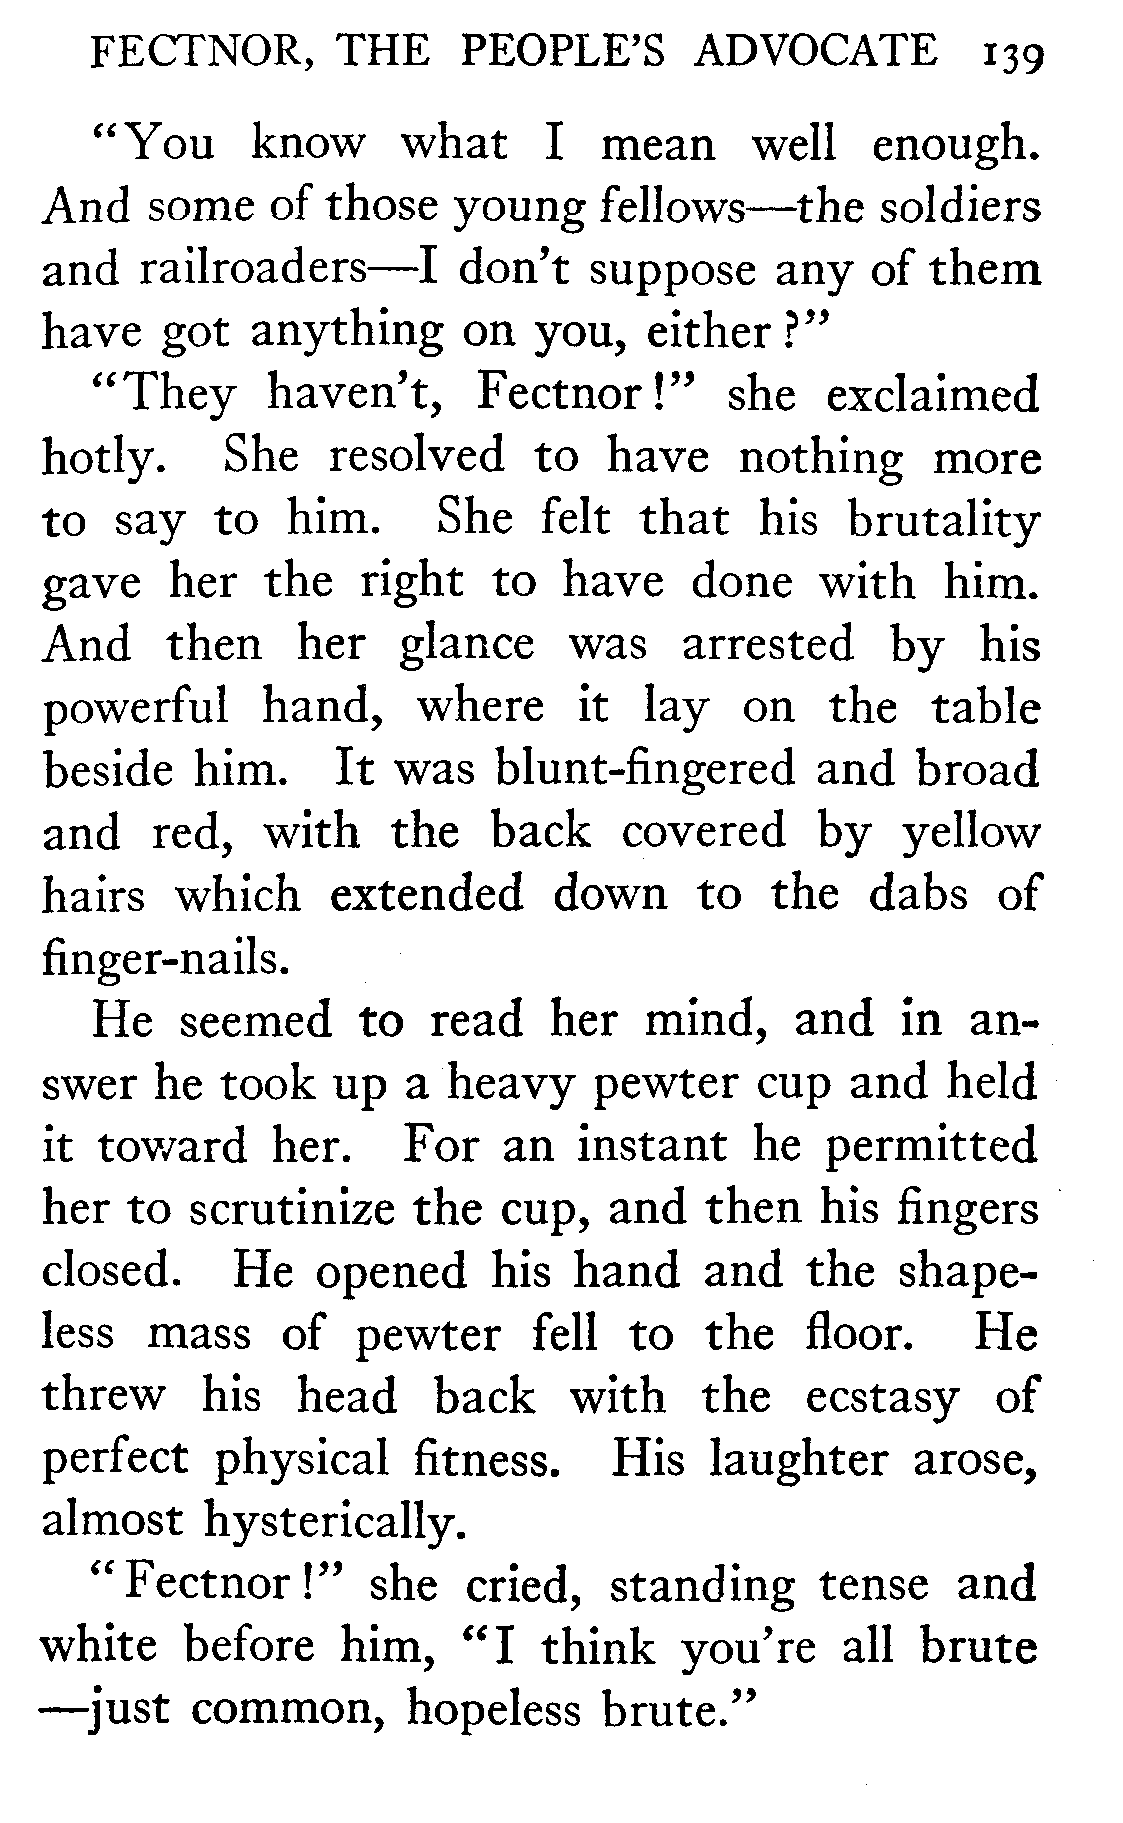 FECTNOR, THE PEOPLE'S ADVOCATE 139
"You know what I mean well enough.
And some of those young fellows—the soldiers
and railroaders—I don't suppose any of them
have got anything on you, either?"
"They haven't, Fectnor!" she exclaimed
hotly. She resolved to have nothing more
to say to him. She felt that his brutality
gave her the right to have done with him.
And then her glance was arrested by his
powerful hand, where it lay on the table
beside him. It was blunt-fingered and broad
and red, with the back covered by yellow
hairs which extended down to the dabs of
finger-nails.
He seemed to read her mind, and in an-
swer he took up a heavy pewter cup and held
it toward her. For an instant he permitted
her to scrutinize the cup, and then his fingers
closed. He opened his hand and the shape-
less mass of pewter fell to the floor. He
threw his head back with the ecstasy of
perfect physical fitness. His laughter arose,
almost hysterically.
"Fectnor!" she cried, standing tense and
white before him, "I think you're all brute
—just common, hopeless brute."